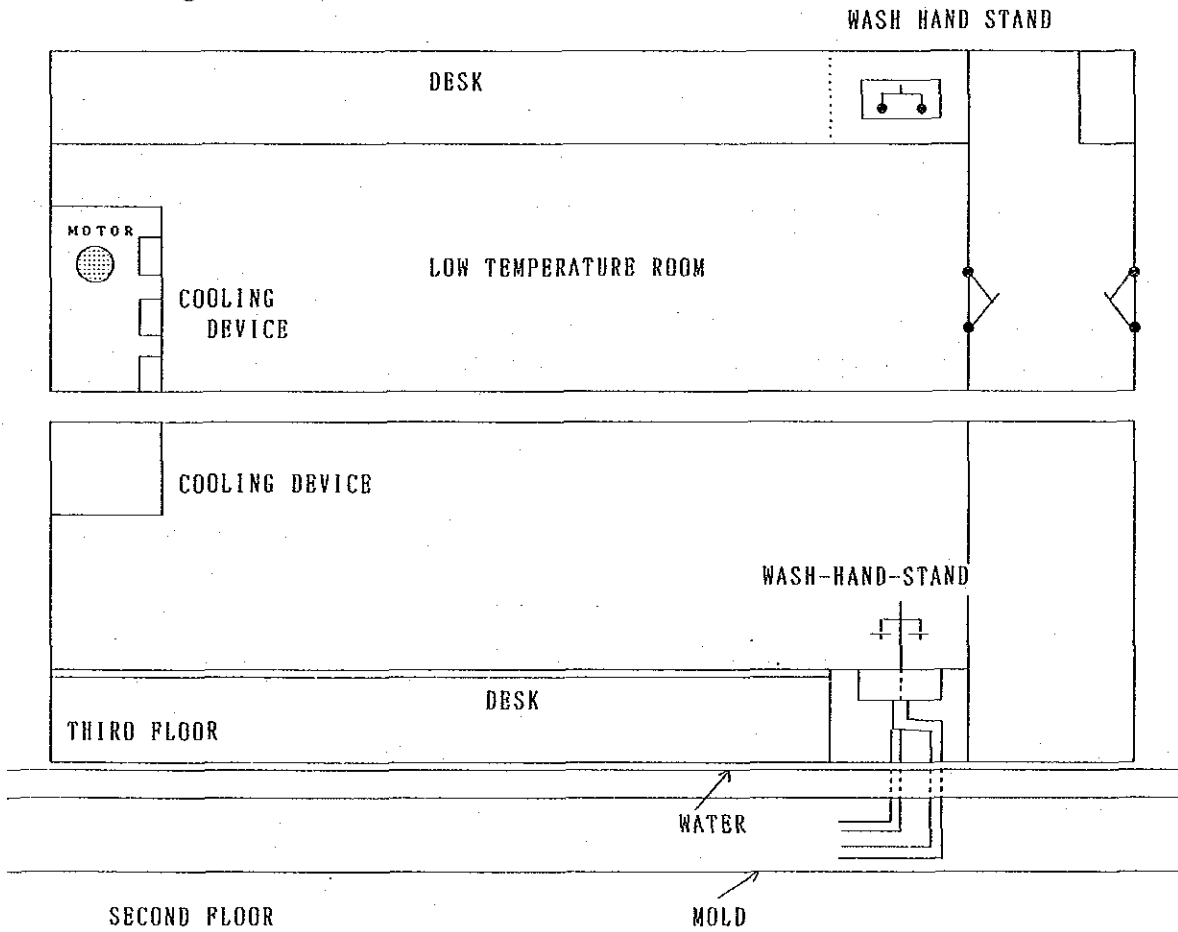 WASH HAND STAND
DESK
MOTOR
LOW TEMPERATURE ROOM
COOLING
DEVICE
COOLING DEVICE
WASH-HAND-STAND
DESK
THIRD FLOOR
WATER
SECOND FLOOR
MOLD